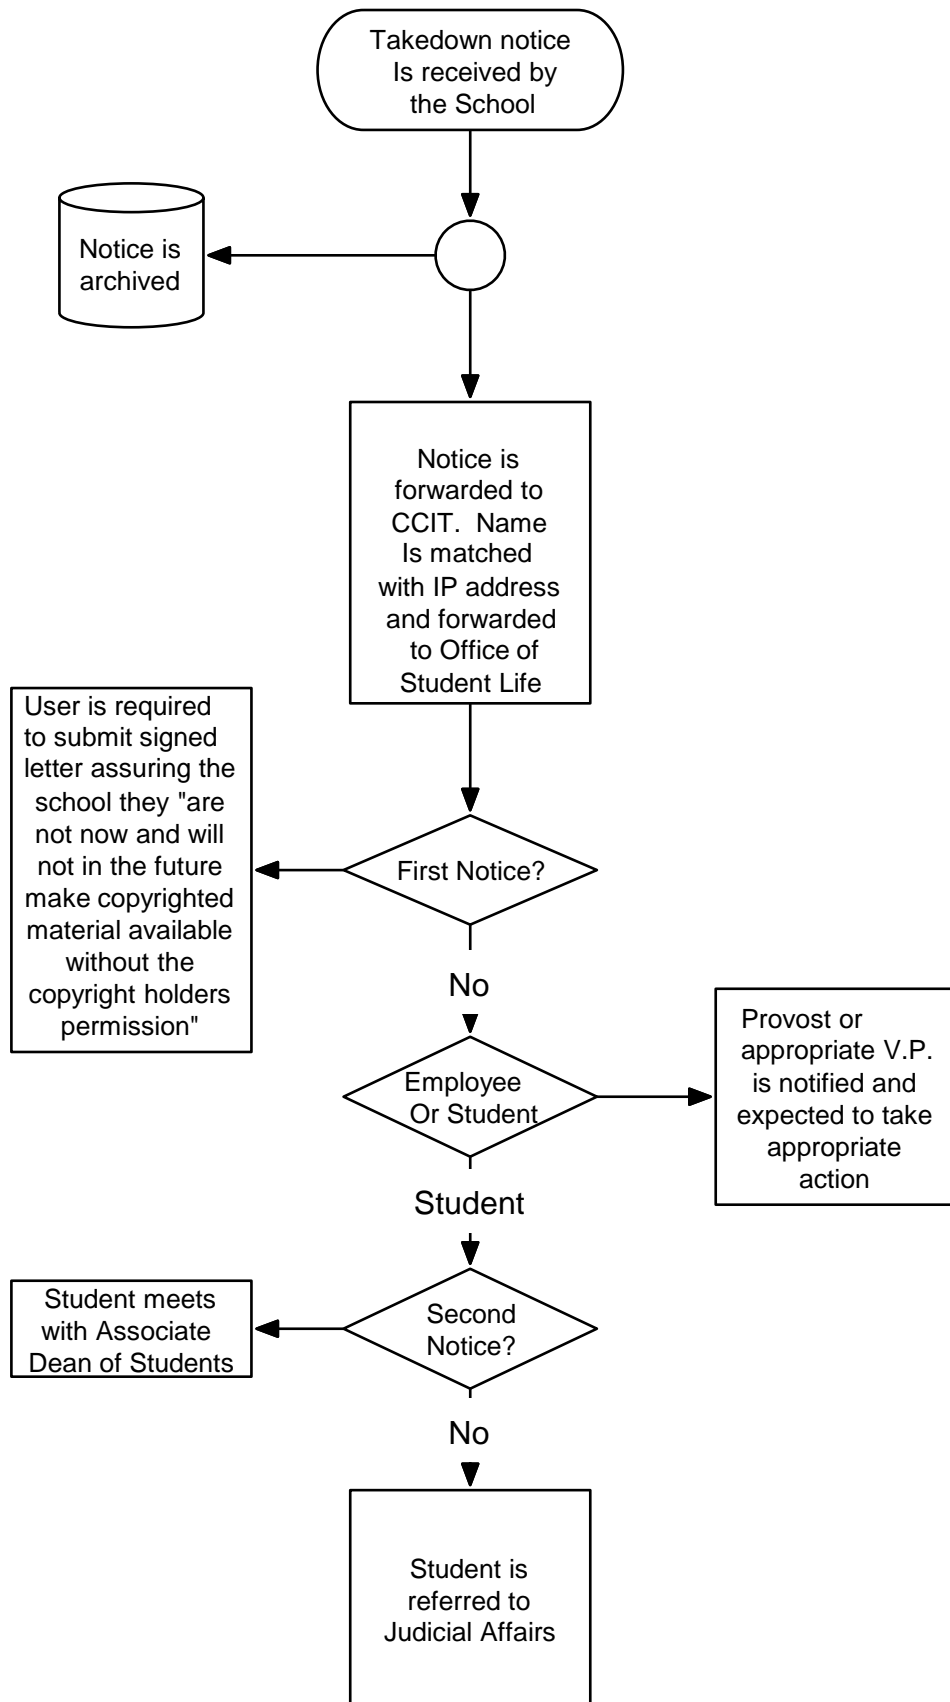 Takedown notice
Is received by
the School
Notice is
archived
Notice is
forwarded to
CCIT.  Name
Is matched
with IP address
and forwarded
to Office of
Student Life
User is required
to submit signed
letter assuring the
school they "are
not now and will
not in the future
make copyrighted
material available
without the
copyright holders
permission"
First Notice?
No
Employee
Or Student
Provost or
appropriate V.P.
is notified and
expected to take
appropriate
action
Student
Second
Notice?
Student meets
with Associate
Dean of Students
No
Student is
referred to
Judicial Affairs